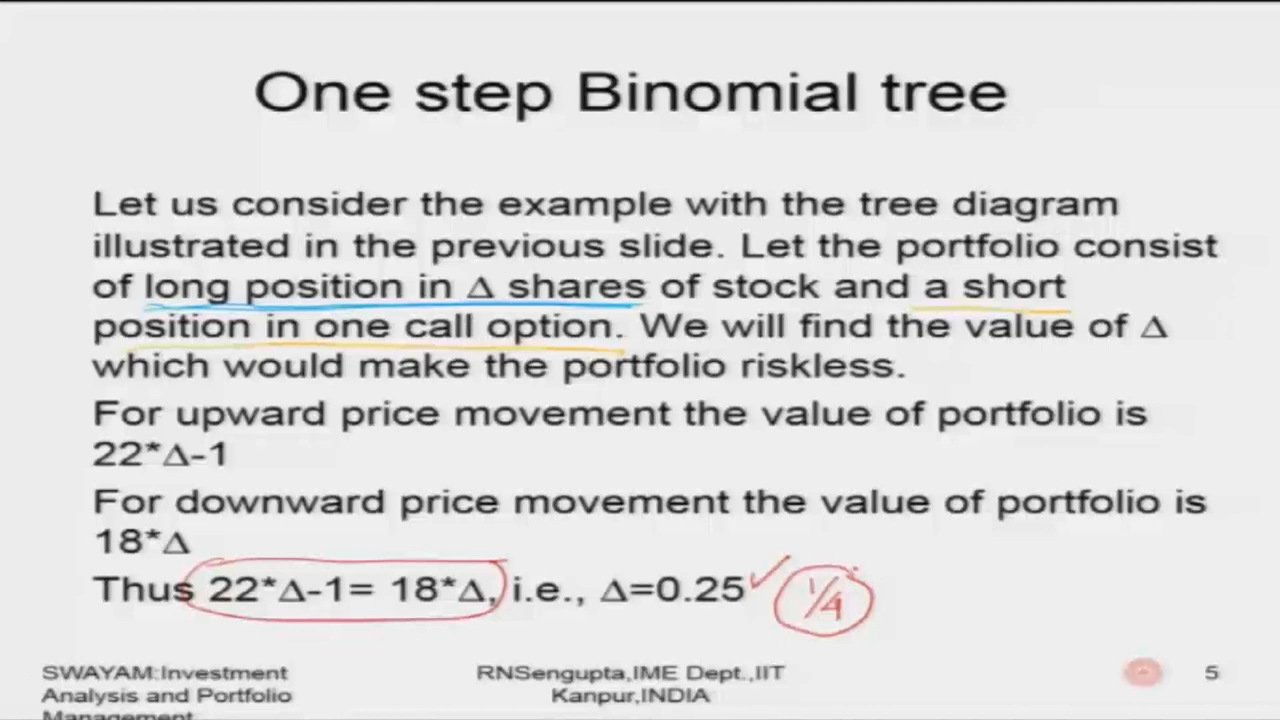 One step Binomial tree
Let us consider the example with the tree diagram
illustrated in the previous slide. Let the portfolio consist
of long position in Δ shares of stock and a short
position in one call option. We will find the value of Δ
which would make the portfolio riskless.
For upward price movement the value of portfolio is
22*Δ-1
For downward price movement the value of portfolio is
18*Δ
Thus 22*Δ-1= 18*Δ, i.e., Δ=0.25 ✓ 1/4
SWAYAM:Investment
Analysis and Portfolio
Management
RNSengupta,IME Dept.,IIT
Kanpur,INDIA
5